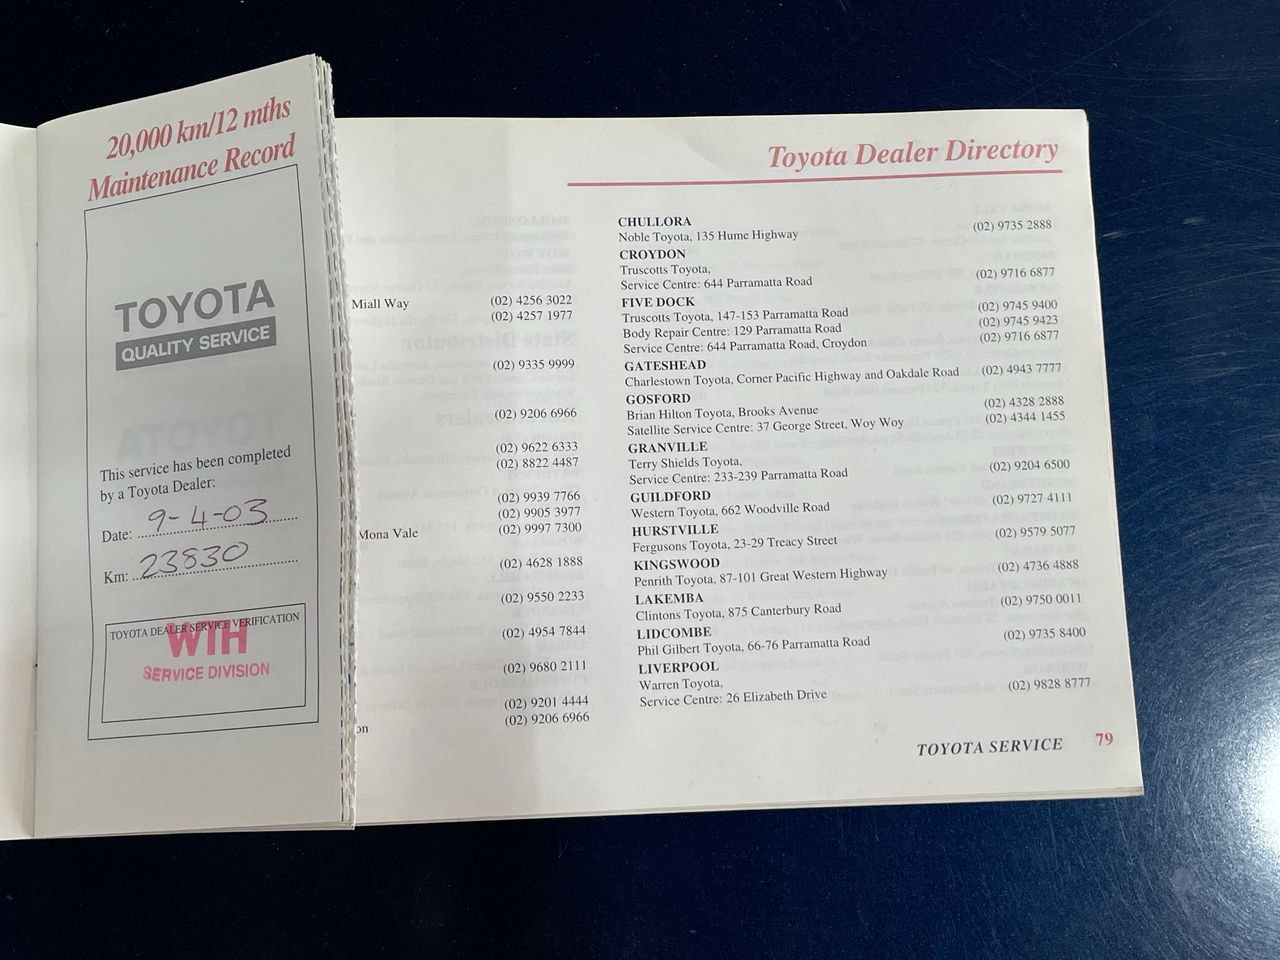 20,000 km/12 mths
Maintenance Record
TOYOTA
QUALITY SERVICE
This service has been completed
by a Toyota Dealer:
Date: 9-4-03
Km: 23830
TOYOTA DEALER SERVICE VERIFICATION
WTH
SERVICE DIVISION
Miall Way (02) 4256 3022
(02) 4257 1977
(02) 9335 9999
(02) 9206 6966
(02) 9622 6333
(02) 8822 4487
(02) 9939 7766
(02) 9905 3977
Mona Vale (02) 9997 7300
(02) 4628 1888
(02) 9550 2233
(02) 4954 7844
(02) 9680 2111
(02) 9201 4444
(02) 9206 6966
on
Toyota Dealer Directory
CHULLORA
Noble Toyota, 135 Hume Highway (02) 9735 2888
CROYDON
Truscotts Toyota,
Service Centre: 644 Parramatta Road (02) 9716 6877
FIVE DOCK
Truscotts Toyota, 147-153 Parramatta Road (02) 9745 9400
Body Repair Centre: 129 Parramatta Road (02) 9745 9423
Service Centre: 644 Parramatta Road, Croydon (02) 9716 6877
GATESHEAD
Charlestown Toyota, Corner Pacific Highway and Oakdale Road (02) 4943 7777
GOSFORD
Brian Hilton Toyota, Brooks Avenue (02) 4328 2888
Satellite Service Centre: 37 George Street, Woy Woy (02) 4344 1455
GRANVILLE
Terry Shields Toyota,
Service Centre: 233-239 Parramatta Road (02) 9204 6500
GUILDFORD
Western Toyota, 662 Woodville Road (02) 9727 4111
HURSTVILLE
Fergusons Toyota, 23-29 Treacy Street (02) 9579 5077
KINGSWOOD
Penrith Toyota, 87-101 Great Western Highway (02) 4736 4888
LAKEMBA
Clintons Toyota, 875 Canterbury Road (02) 9750 0011
LIDCOMBE
Phil Gilbert Toyota, 66-76 Parramatta Road (02) 9735 8400
LIVERPOOL
Warren Toyota,
Service Centre: 26 Elizabeth Drive (02) 9828 8777
TOYOTA SERVICE 79